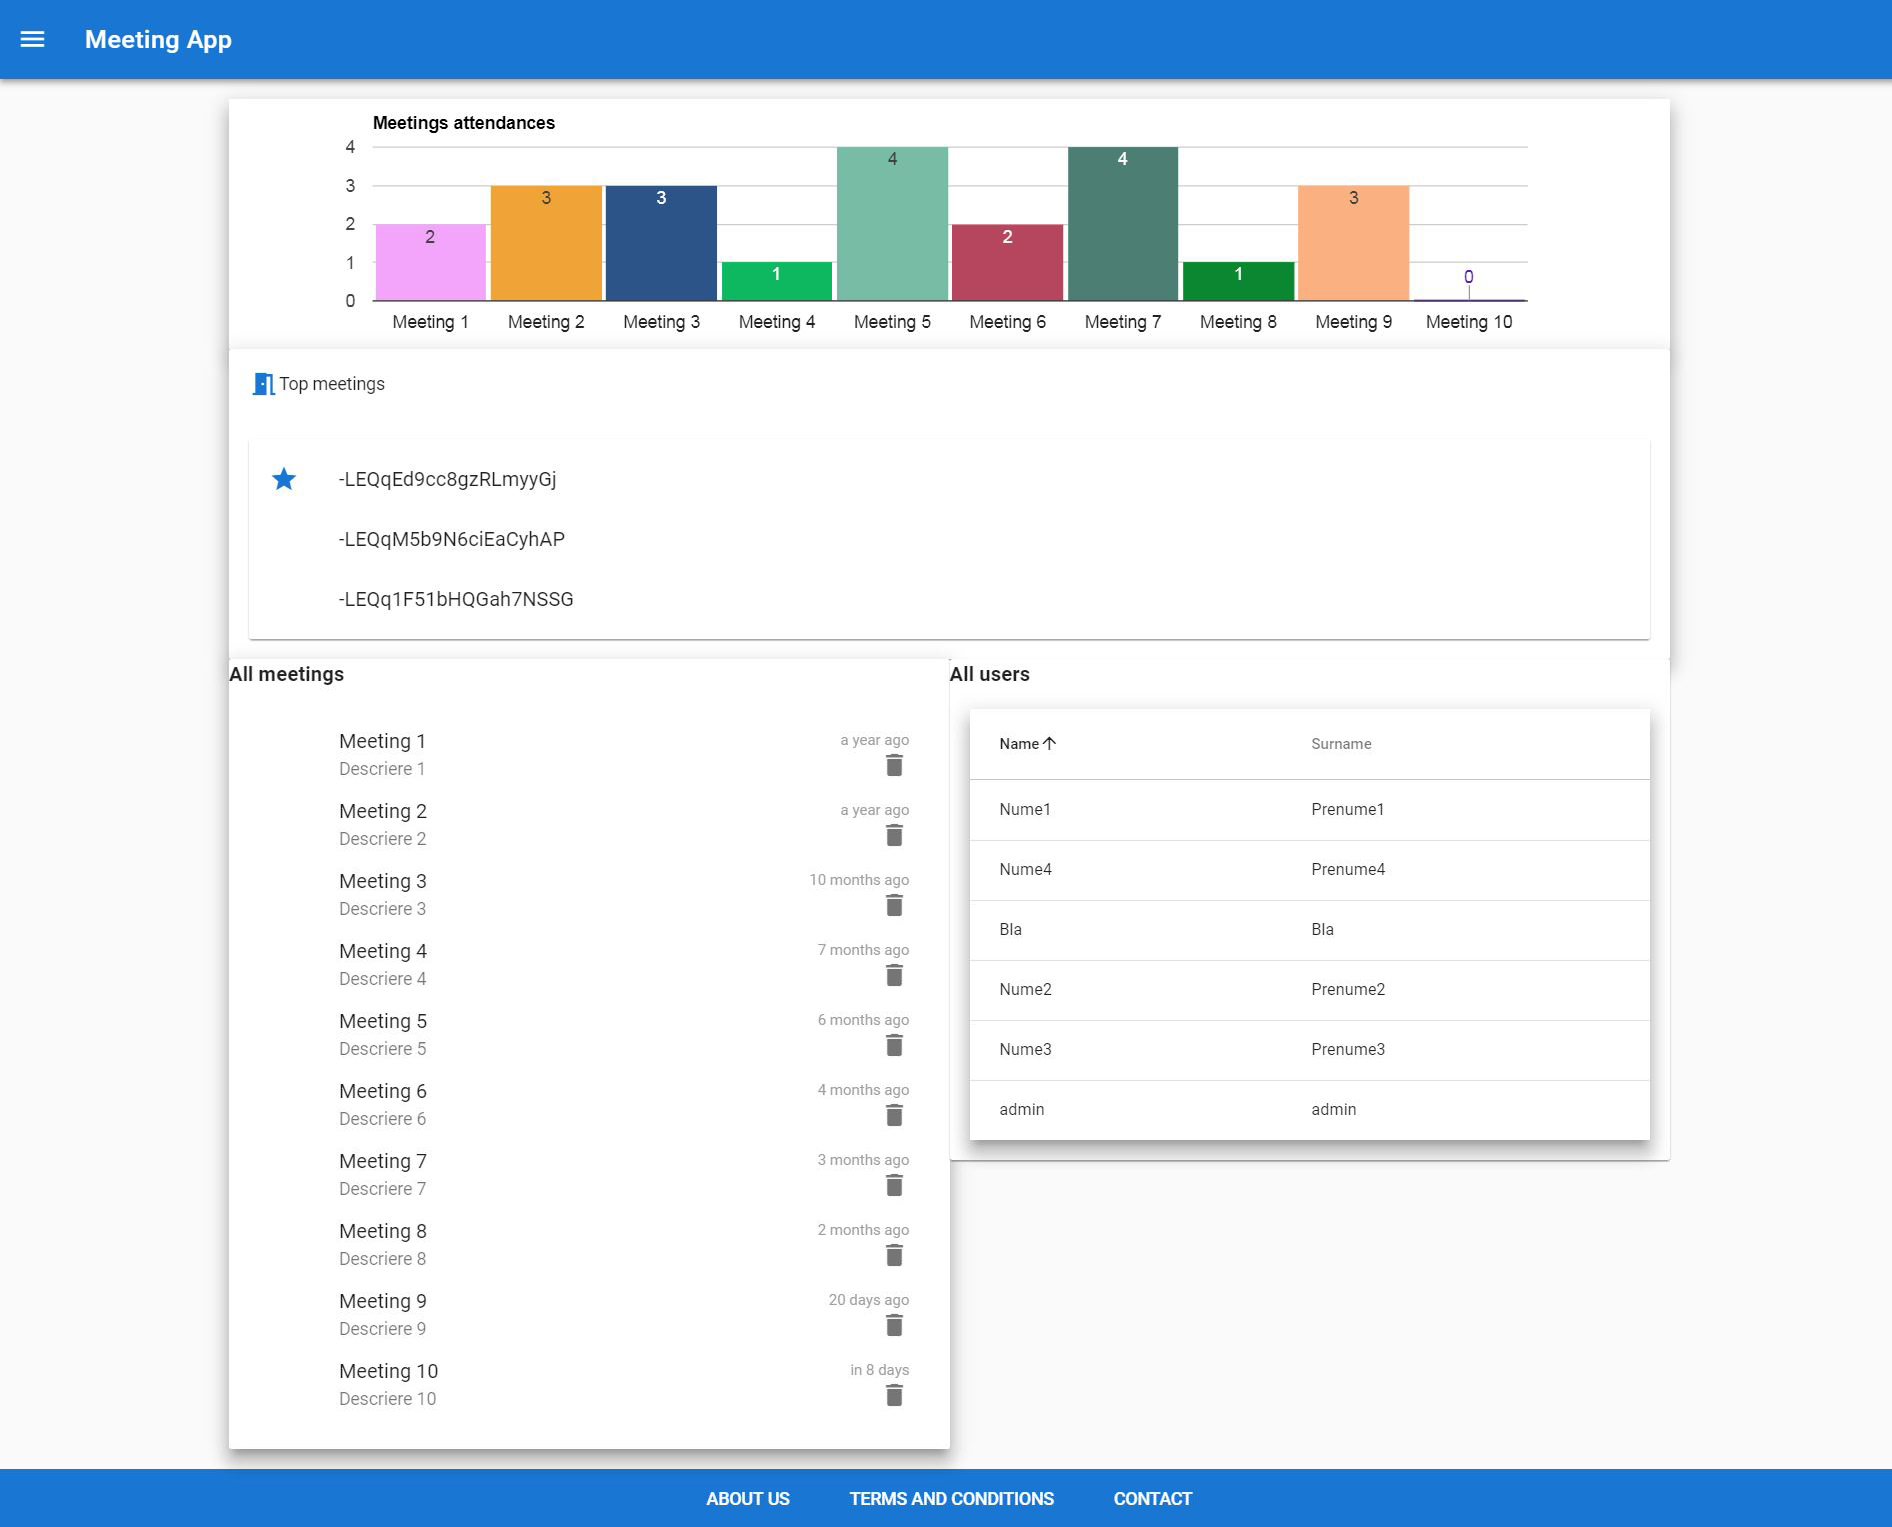 Meeting App
Meetings attendances
4
3
2
1
0
2
3
3
1
4
2
4
1
3
0
Meeting 1 Meeting 2 Meeting 3 Meeting 4 Meeting 5 Meeting 6 Meeting 7 Meeting 8 Meeting 9 Meeting 10
Top meetings
-LEQqEd9cc8gzRLmyyGj
-LEQqM5b9N6ciEaCyhAP
-LEQq1F51bHQGah7NSSG
All meetings
Meeting 1 a year ago
Descriere 1
Meeting 2 a year ago
Descriere 2
Meeting 3 10 months ago
Descriere 3
Meeting 4 7 months ago
Descriere 4
Meeting 5 6 months ago
Descriere 5
Meeting 6 4 months ago
Descriere 6
Meeting 7 3 months ago
Descriere 7
Meeting 8 2 months ago
Descriere 8
Meeting 9 20 days ago
Descriere 9
Meeting 10 in 8 days
Descriere 10
All users
Name Surname
Nume1 Prenume1
Nume4 Prenume4
Bla Bla
Nume2 Prenume2
Nume3 Prenume3
admin admin
ABOUT US TERMS AND CONDITIONS CONTACT